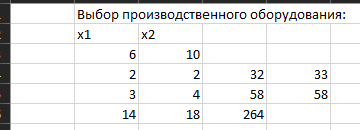 Выбор производственного оборудования:
x1 x2
6 10
2 2 32 33
3 4 58 58
14 18 264